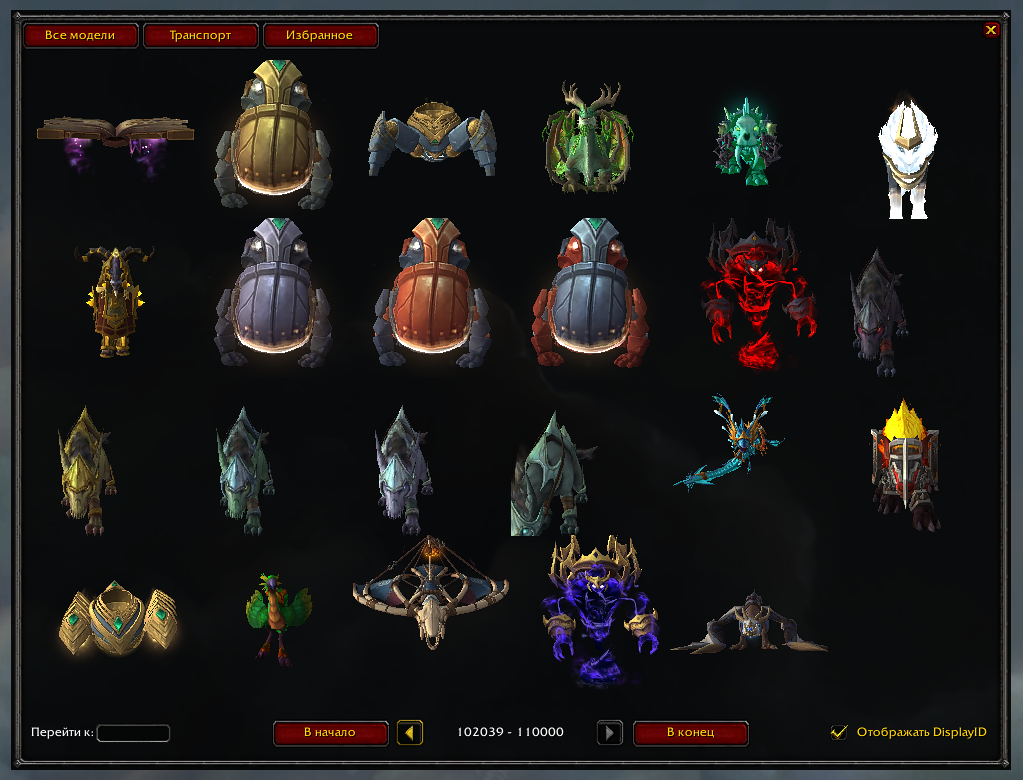 Все модели
Транспорт
Избранное
Перейти к:
В начало
102039 - 110000
В конец
Отображать DisplayID